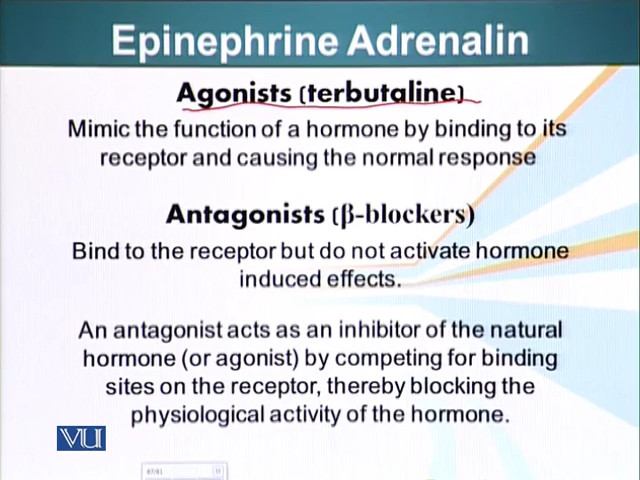 Epinephrine Adrenalin
Agonists (terbutaline)
Mimic the function of a hormone by binding to its
receptor and causing the normal response
Antagonists (β-blockers)
Bind to the receptor but do not activate hormone
induced effects.
An antagonist acts as an inhibitor of the natural
hormone (or agonist) by competing for binding
sites on the receptor, thereby blocking the
physiological activity of the hormone.
VU